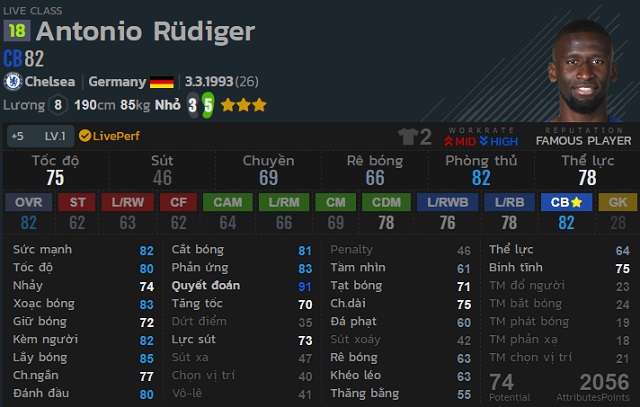 LIVE CLASS
18 Antonio Rüdiger
CB 82
Chelsea | Germany | 3.3.1993 (26)
Lương 8 190cm 85kg Nhỏ 3 5
+5 LV.1 LivePerf 2 WORKRATE MID HIGH REPUTATION FAMOUS PLAYER
Tốc độ Sút Chuyền Rê bóng Phòng thủ Thể lực
75 46 69 66 82 78
OVR ST L/RW CF CAM L/RM CM CDM L/RWB L/RB CB GK
82 62 63 62 64 66 69 78 76 78 82 28
Sức mạnh 82 Cắt bóng 81 Penalty 46 Thể lực 64
Tốc độ 80 Phản ứng 83 Tầm nhìn 61 Bình tĩnh 75
Nhảy 74 Quyết đoán 91 Tạt bóng 71 TM đổ người 23
Xoạc bóng 83 Tăng tốc 70 Ch.dài 75 TM bắt bóng 24
Giữ bóng 72 Dứt điểm 35 Đá phạt 60 TM phát bóng 19
Kèm người 82 Lực sút 73 Sút xoáy 42 TM phản xạ 18
Lấy bóng 85 Sút xa 47 Rê bóng 63 TM chọn vị trí 21
Ch.ngắn 77 Chọn vị trí 40 Khéo léo 63
Đánh đầu 80 Vô-lê 41 Thăng bằng 55
74 Potential 2056 AttributesPoints